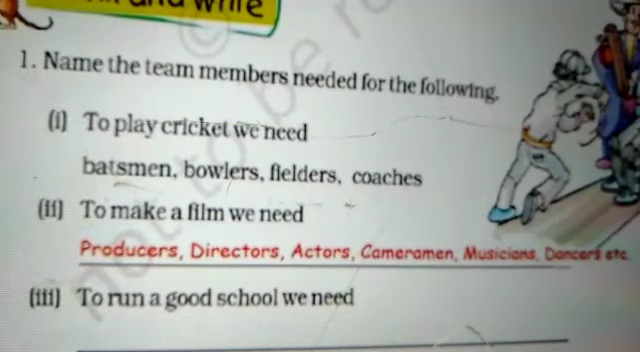 and write
1. Name the team members needed for the following.
(i) To play cricket we need
batsmen, bowlers, fielders, coaches
(ii) To make a film we need
Producers, Directors, Actors, Cameramen, Musicians, Dancers etc.
(iii) To run a good school we need